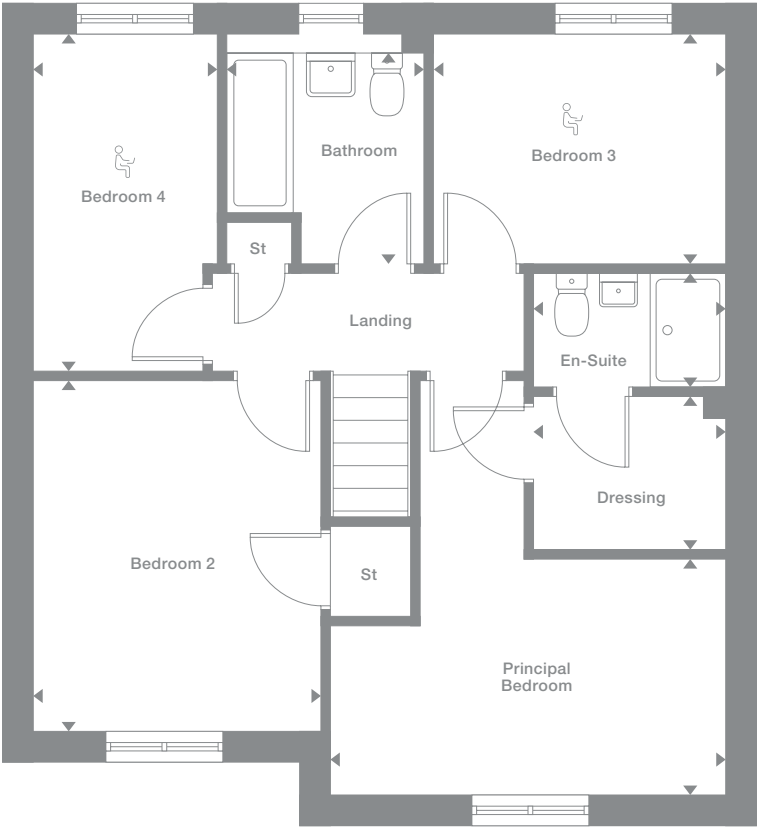 Bathroom
Bedroom 3
Bedroom 4
St
Landing
En-Suite
Dressing
Bedroom 2
St
Principal
Bedroom